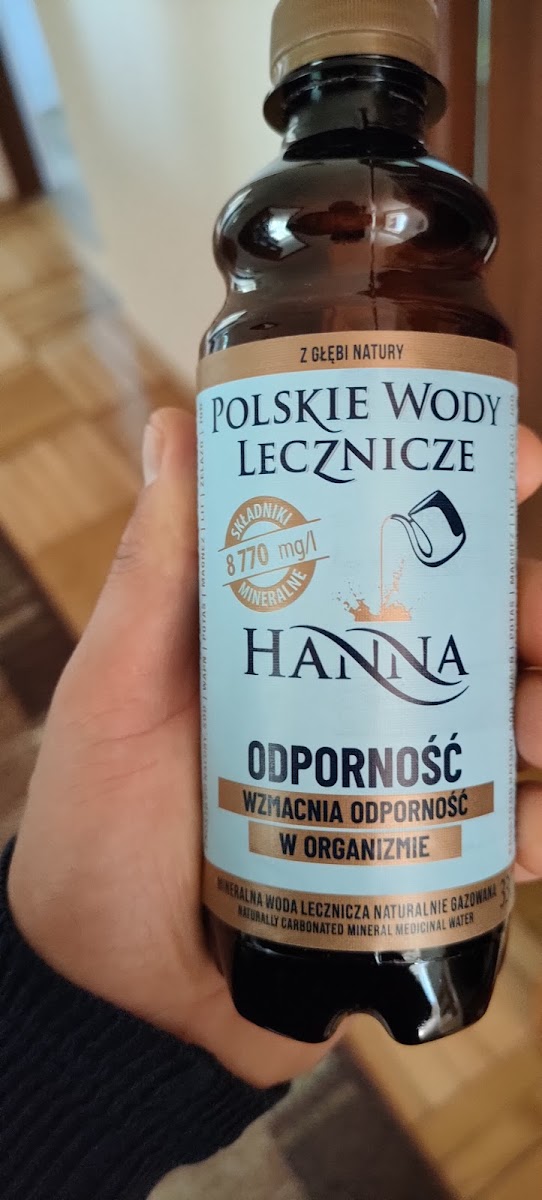 Z GŁĘBI NATURY
POLSKIE WODY
LECZNICZE
SKŁADNIKI
8 770 mg/l
MINERALNE
HANNA
ODPORNOŚĆ
WZMACNIA ODPORNOŚĆ
W ORGANIZMIE
MINERALNA WODA LECZNICZA NATURALNIE GAZOWANA
NATURALLY CARBONATED MINERAL MEDICINAL WATER